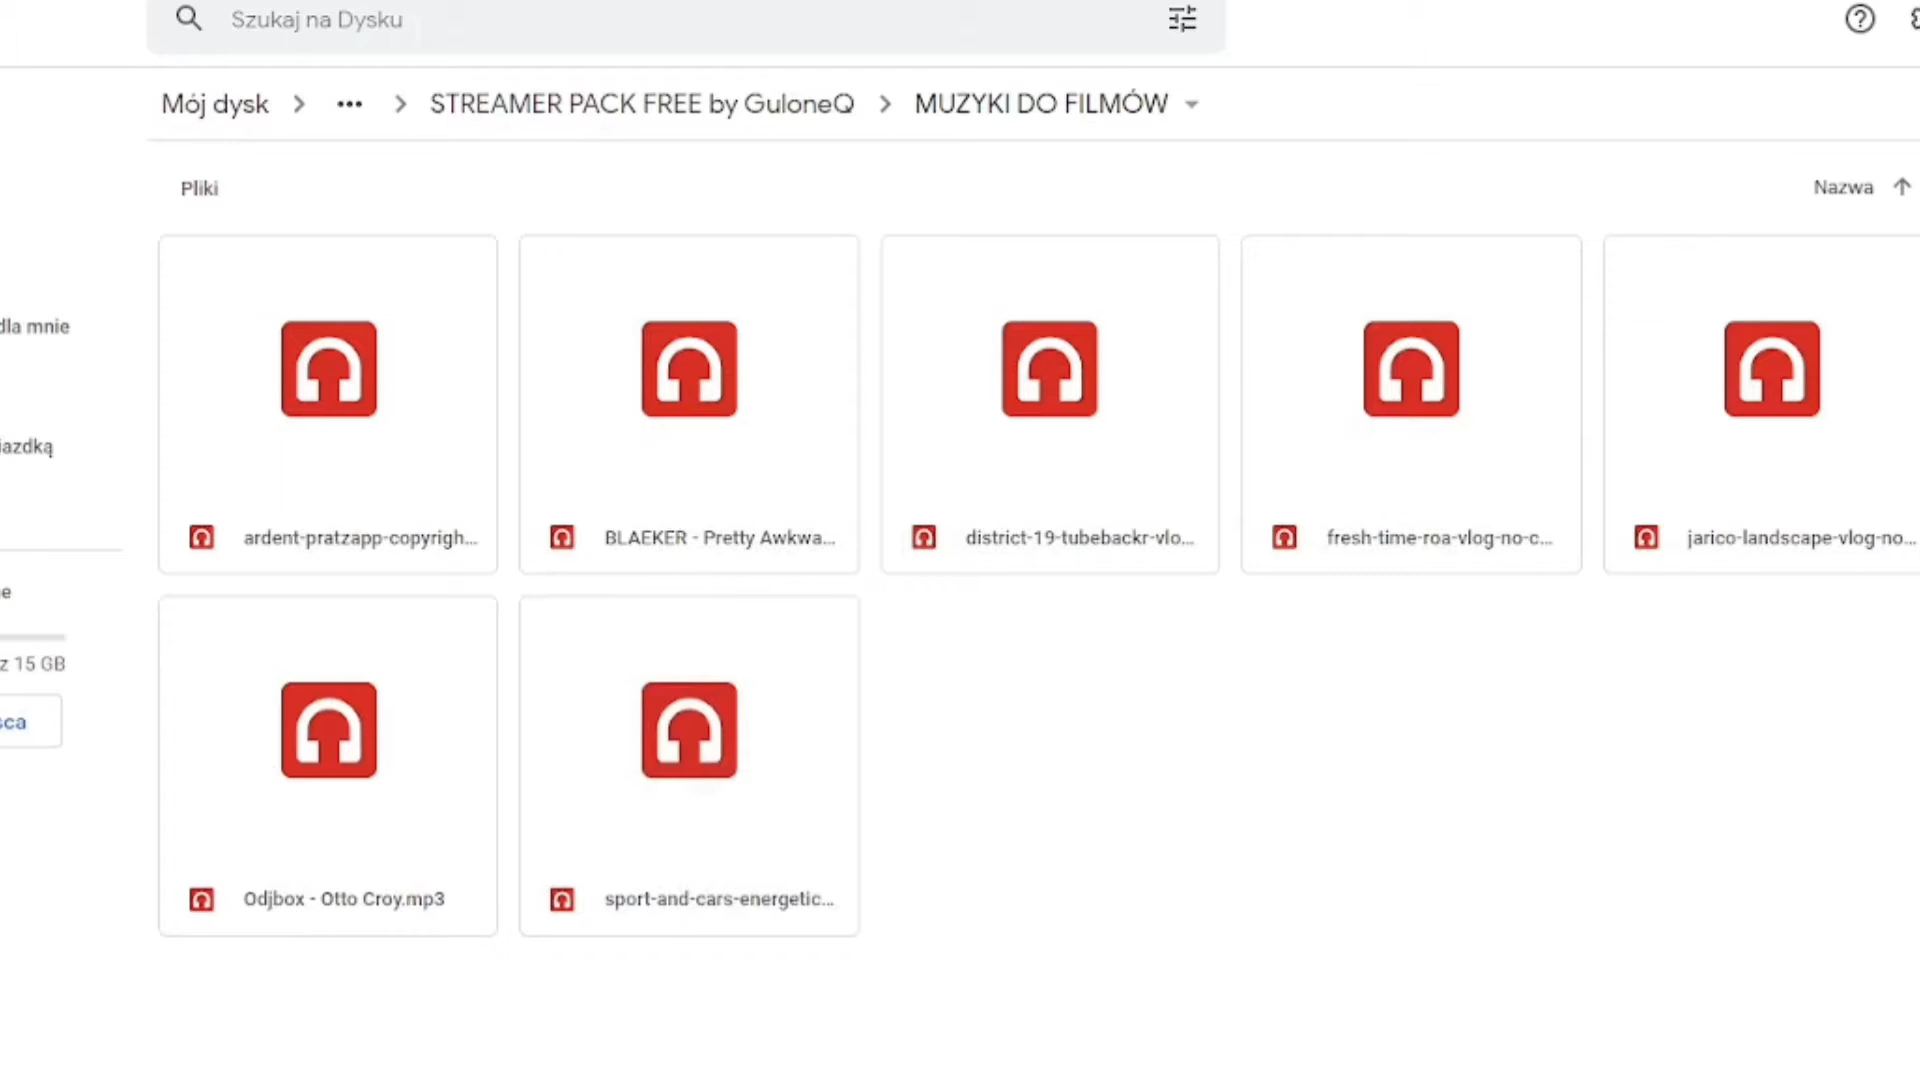 Szukaj na Dysku
Mój dysk
STREAMER PACK FREE by GuloneQ
MUZYKI DO FILMÓW
Pliki
Nazwa
dla mnie
iazdką
e
z 15 GB
sca
ardent-pratzapp-copyrigh...
BLAEKER - Pretty Awkwa...
district-19-tubebackr-vlo...
fresh-time-roa-vlog-no-c...
jarico-landscape-vlog-no...
Odjbox - Otto Croy.mp3
sport-and-cars-energetic...